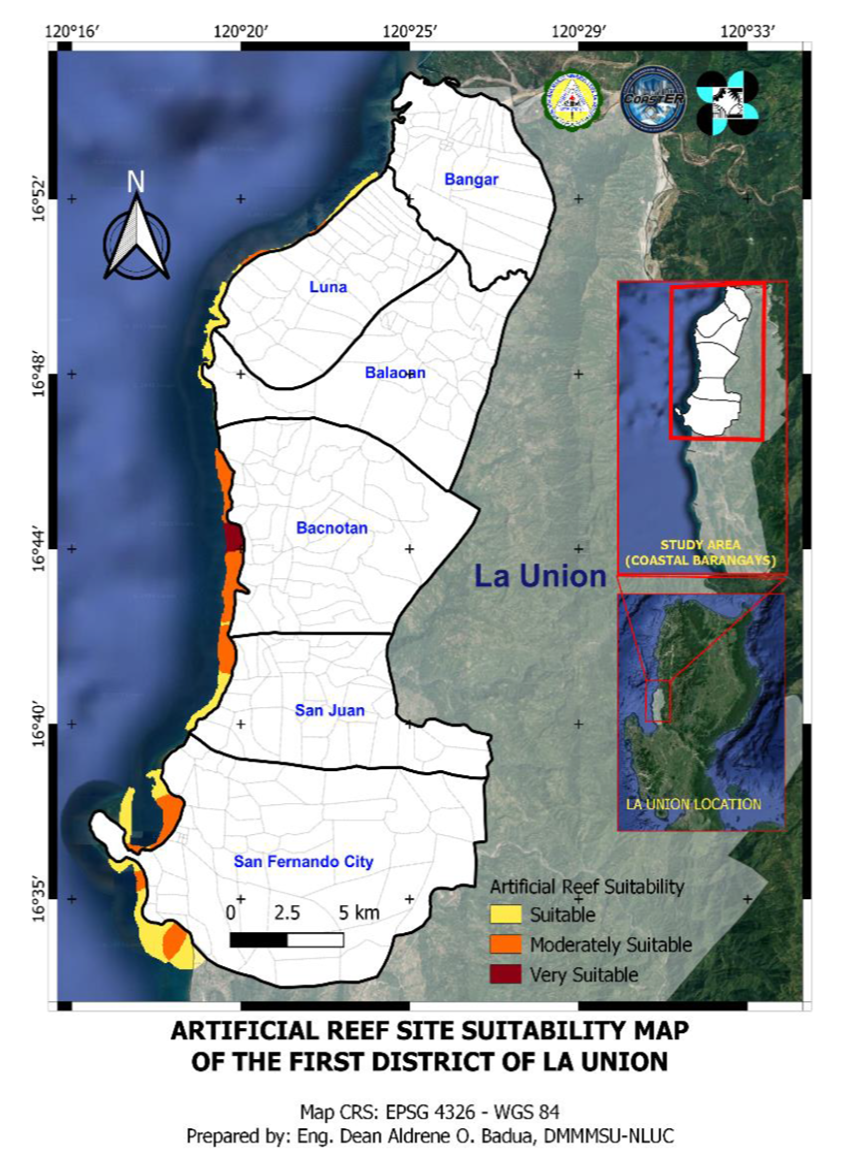 120°16′ 120°20′ 120°25′ 120°29′ 120°33′
16°52′
16°48′
16°44′
16°40′
16°35′
N
CoastER
Bangar
Luna
Balaoan
Bacnotan
La Union
San Juan
San Fernando City
STUDY AREA
(COASTAL BARANGAYS)
LA UNION LOCATION
0 2.5 5 km
Artificial Reef Suitability
Suitable
Moderately Suitable
Very Suitable
ARTIFICIAL REEF SITE SUITABILITY MAP
OF THE FIRST DISTRICT OF LA UNION
Map CRS: EPSG 4326 - WGS 84
Prepared by: Eng. Dean Aldrene O. Badua, DMMMSU-NLUC